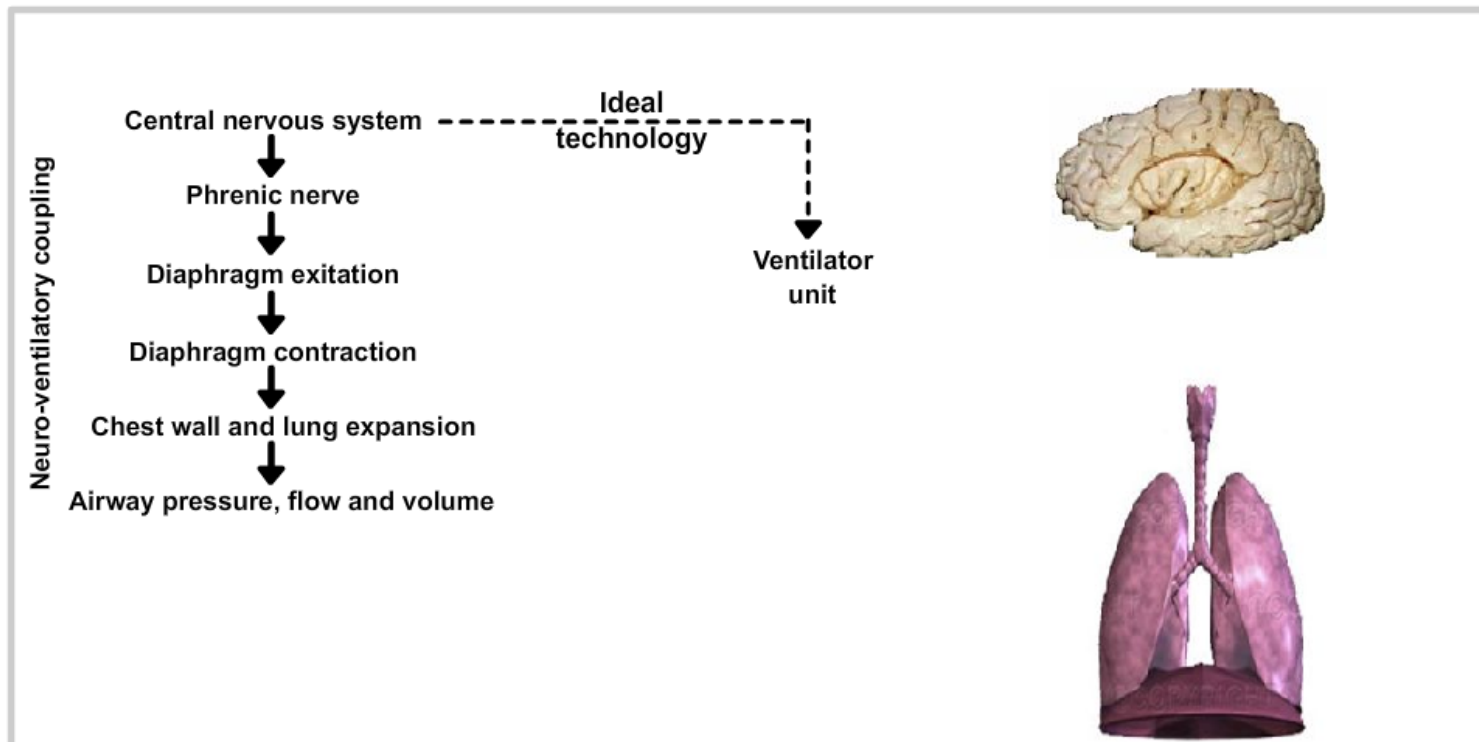 Neuro-ventilatory coupling
Central nervous system
Ideal
technology
Phrenic nerve
Diaphragm exitation
Ventilator
unit
Diaphragm contraction
Chest wall and lung expansion
Airway pressure, flow and volume
COPYRIGHT